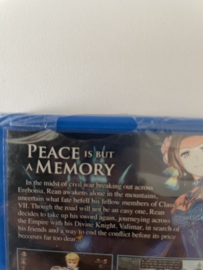 PEACE IS BUT
A MEMORY
In the midst of civil war breaking out across
Erebonia, Rean awakens alone in the mountains,
uncertain what fate befell his fellow members of Class
VII. Though the road will not be an easy one, Rean
decides to take up his sword again, journeying across
the Empire with his Divine Knight, Valimar, in search of
his friends and a way to end the conflict before its price
becomes far too dear.